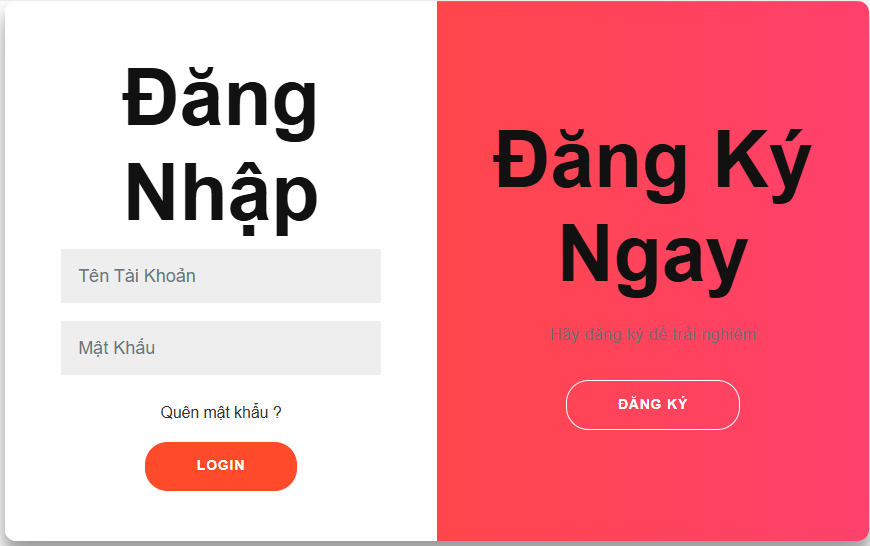 Đăng
Nhập
Tên Tài Khoản
Mật Khẩu
Quên mật khẩu ?
LOGIN
Đăng Ký
Ngay
Hãy đăng ký để trải nghiệm
ĐĂNG KÝ